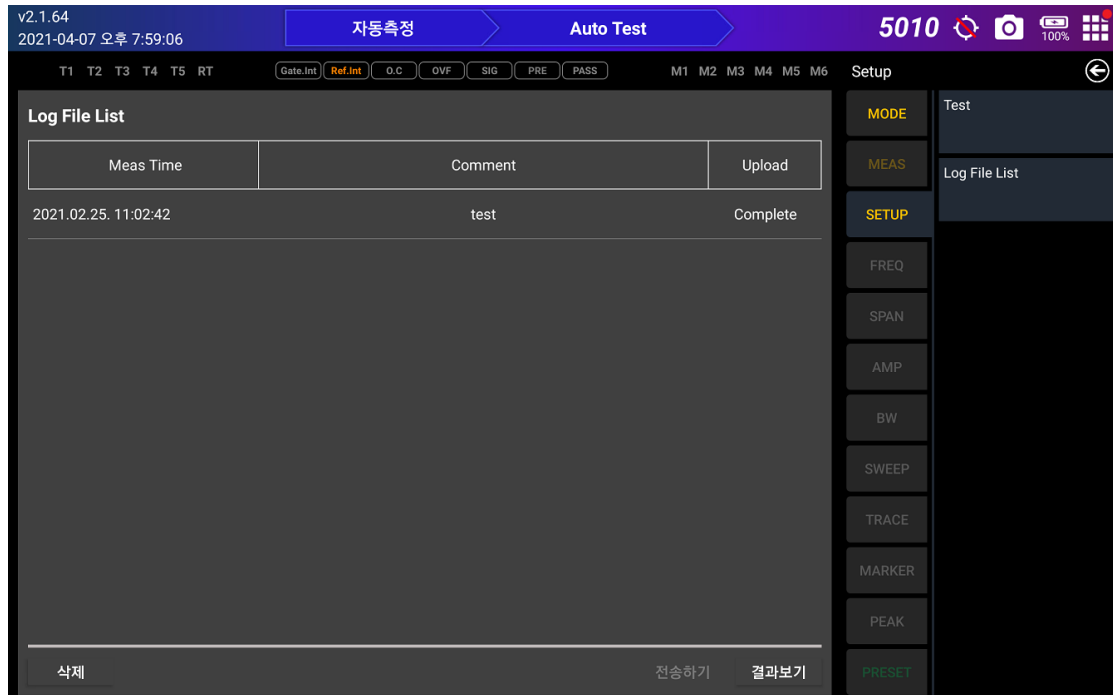 v2.1.64
2021-04-07 오후 7:59:06
자동측정 Auto Test
5010
100%
T1 T2 T3 T4 T5 RT
Gate.Int Ref.Int O.C OVF SIG PRE PASS
M1 M2 M3 M4 M5 M6
Setup
Log File List
Meas Time Comment Upload
2021.02.25. 11:02:42 test Complete
삭제 전송하기 결과보기
MODE
MEAS
SETUP
FREQ
SPAN
AMP
BW
SWEEP
TRACE
MARKER
PEAK
PRESET
Test
Log File List